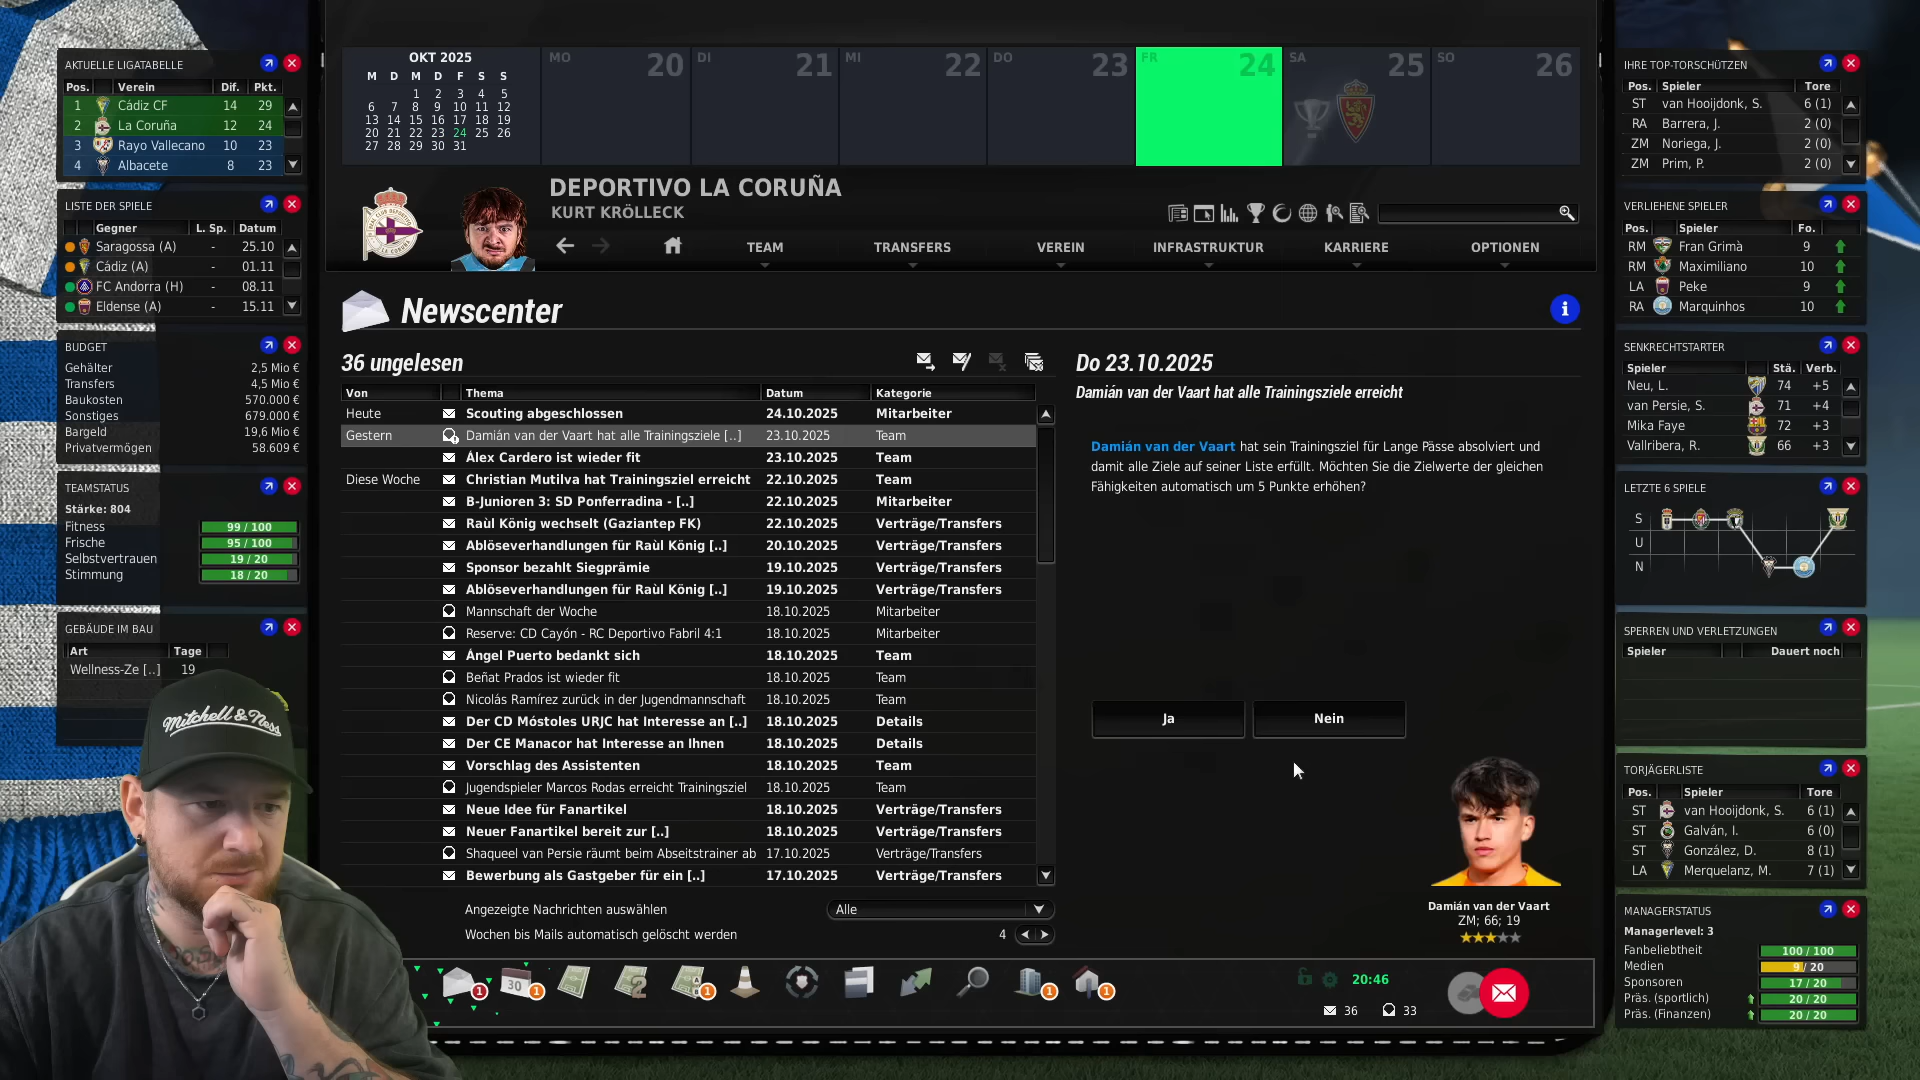 AKTUELLE LIGATABELLE
Pos. Verein Dif. Pkt.
1 Cádiz CF 14 29
2 La Coruña 12 24
3 Rayo Vallecano 10 23
4 Albacete 8 23
LISTE DER SPIELE
Gegner L. Sp. Datum
Saragossa (A) - 25.10
Cádiz (A) - 01.11
FC Andorra (H) - 08.11
Eldense (A) - 15.11
BUDGET
Gehälter 2,5 Mio €
Transfers 4,5 Mio €
Baukosten 570.000 €
Sonstiges 679.000 €
Bargeld 19,6 Mio €
Privatvermögen 58.609 €
TEAMSTATUS
Stärke: 804
Fitness 99 / 100
Frische 95 / 100
Selbstvertrauen 19 / 20
Stimmung 18 / 20
GEBÄUDE IM BAU
Art Tage
Wellness-Ze [..] 19
Mitchell & Ness
OKT 2025
M D M D F S S
1 2 3 4 5
6 7 8 9 10 11 12
13 14 15 16 17 18 19
20 21 22 23 24 25 26
27 28 29 30 31
MO 20
DI 21
MI 22
DO 23
FR 24
SA 25
SO 26
DEPORTIVO LA CORUÑA
KURT KRÖLLECK
TEAM TRANSFERS VEREIN INFRASTRUKTUR KARRIERE OPTIONEN
Newscenter
36 ungelesen
Von Thema Datum Kategorie
Heute Scouting abgeschlossen 24.10.2025 Mitarbeiter
Gestern Damián van der Vaart hat alle Trainingsziele [..] 23.10.2025 Team
Álex Cardero ist wieder fit 23.10.2025 Team
Diese Woche Christian Mutilva hat Trainingsziel erreicht 22.10.2025 Team
B-Junioren 3: SD Ponferradina - [..] 22.10.2025 Mitarbeiter
Raùl König wechselt (Gaziantep FK) 22.10.2025 Verträge/Transfers
Ablöseverhandlungen für Raùl König [..] 20.10.2025 Verträge/Transfers
Sponsor bezahlt Siegprämie 19.10.2025 Verträge/Transfers
Ablöseverhandlungen für Raùl König [..] 19.10.2025 Verträge/Transfers
Mannschaft der Woche 18.10.2025 Mitarbeiter
Reserve: CD Cayón - RC Deportivo Fabril 4:1 18.10.2025 Mitarbeiter
Ángel Puerto bedankt sich 18.10.2025 Team
Beñat Prados ist wieder fit 18.10.2025 Team
Nicolás Ramírez zurück in der Jugendmannschaft 18.10.2025 Team
Der CD Móstoles URJC hat Interesse an [..] 18.10.2025 Details
Der CE Manacor hat Interesse an Ihnen 18.10.2025 Details
Vorschlag des Assistenten 18.10.2025 Team
Jugendspieler Marcos Rodas erreicht Trainingsziel 18.10.2025 Team
Neue Idee für Fanartikel 18.10.2025 Verträge/Transfers
Neuer Fanartikel bereit zur [..] 18.10.2025 Verträge/Transfers
Shaqueel van Persie räumt beim Abseitstrainer ab 17.10.2025 Verträge/Transfers
Bewerbung als Gastgeber für ein [..] 17.10.2025 Verträge/Transfers
Angezeigte Nachrichten auswählen Alle
Wochen bis Mails automatisch gelöscht werden 4
Do 23.10.2025
Damián van der Vaart hat alle Trainingsziele erreicht
Damián van der Vaart hat sein Trainingsziel für Lange Pässe absolviert und
damit alle Ziele auf seiner Liste erfüllt. Möchten Sie die Zielwerte der gleichen
Fähigkeiten automatisch um 5 Punkte erhöhen?
Ja Nein
Damián van der Vaart
ZM; 66; 19
1 30 1 2 1 1 1
20:46
36 33
IHRE TOP-TORSCHÜTZEN
Pos. Spieler Tore
ST van Hooijdonk, S. 6 (1)
RA Barrera, J. 2 (0)
ZM Noriega, J. 2 (0)
ZM Prim, P. 2 (0)
VERLIEHENE SPIELER
Pos. Spieler Fo.
RM Fran Grimà 9
RM Maximiliano 10
LA Peke 9
RA Marquinhos 10
SENKRECHTSTARTER
Spieler Stä. Verb.
Neu, L. 74 +5
van Persie, S. 71 +4
Mika Faye 72 +3
Vallribera, R. 66 +3
LETZTE 6 SPIELE
S
U
N
SPERREN UND VERLETZUNGEN
Spieler Dauert noch
TORJÄGERLISTE
Pos. Spieler Tore
ST van Hooijdonk, S. 6 (1)
ST Galván, I. 6 (0)
ST González, D. 8 (1)
LA Merquelanz, M. 7 (1)
MANAGERSTATUS
Managerlevel: 3
Fanbeliebtheit 100 / 100
Medien 9 / 20
Sponsoren 17 / 20
Präs. (sportlich) 20 / 20
Präs. (Finanzen) 20 / 20